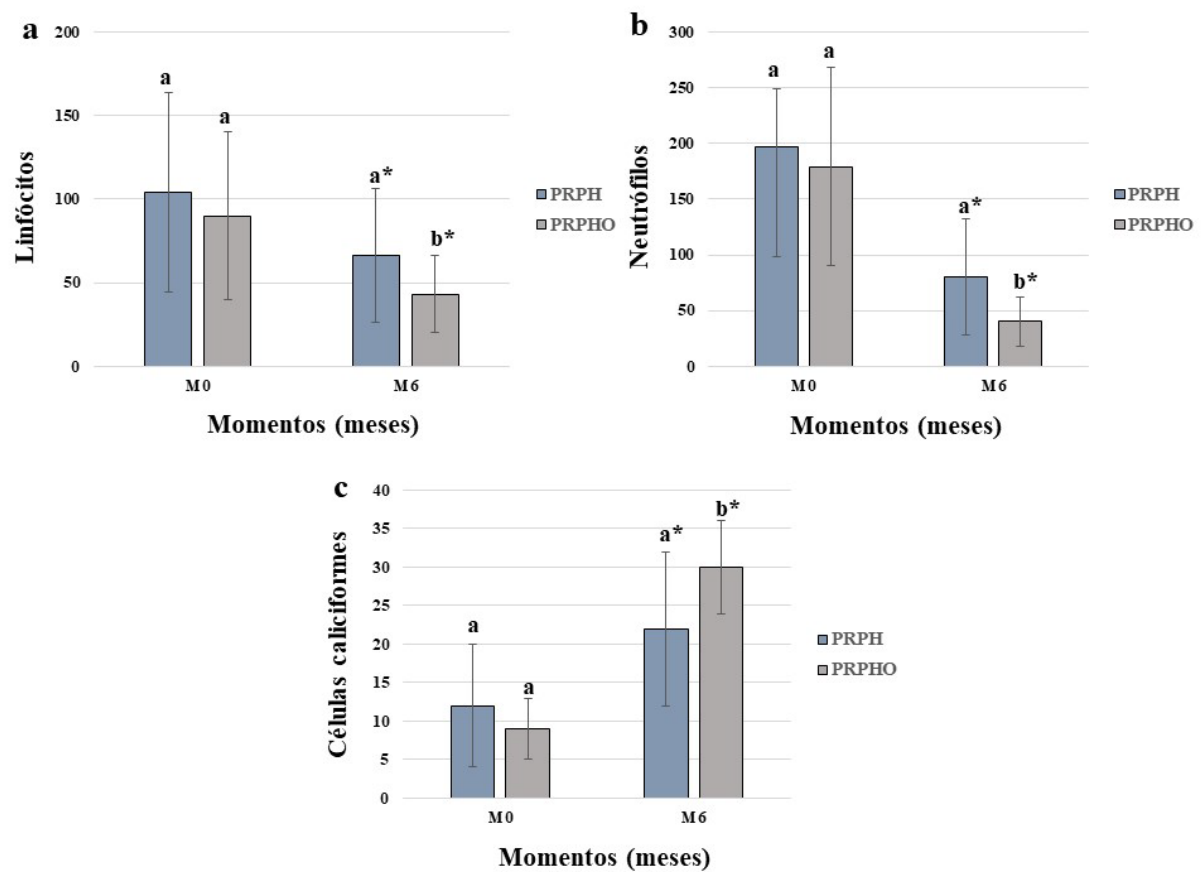 a
200
150
100
50
0
Linfócitos
a
a
a*
b*
M0
M6
Momentos (meses)
PRPH
PRPHO
b
300
250
200
150
100
50
0
Neutrófilos
a
a
a*
b*
M0
M6
Momentos (meses)
PRPH
PRPHO
c
40
35
30
25
20
15
10
5
0
Células caliciformes
a
a
a*
b*
M0
M6
Momentos (meses)
PRPH
PRPHO